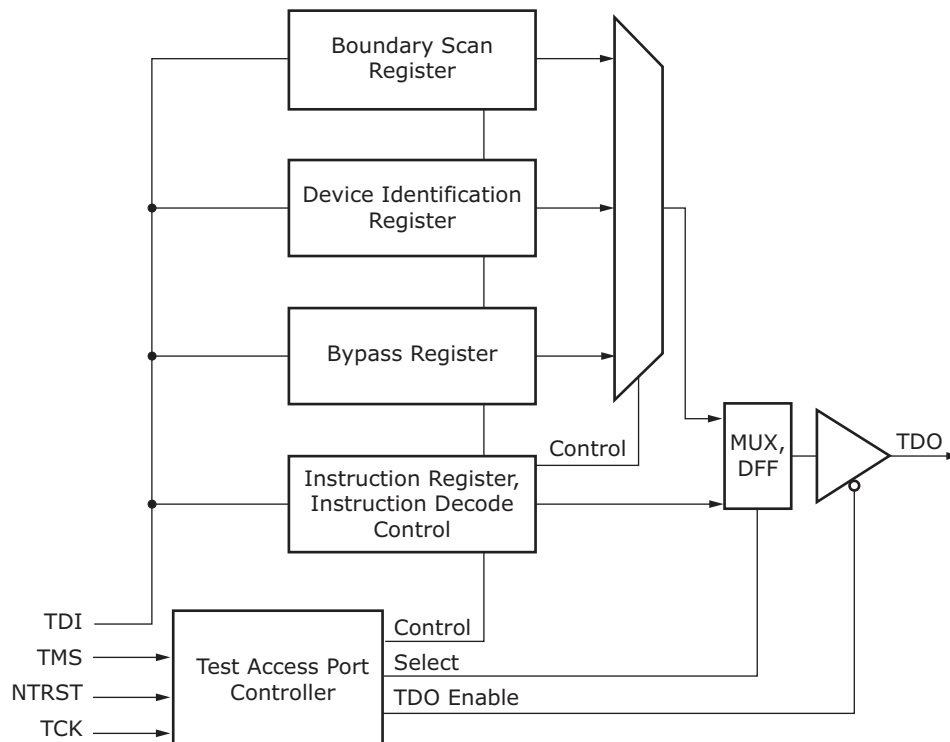 Boundary Scan
Register
Device Identification
Register
Bypass Register
Control
MUX,
DFF
TDO
Instruction Register,
Instruction Decode
Control
TDI
TMS
NTRST
TCK
Test Access Port
Controller
Control
Select
TDO Enable